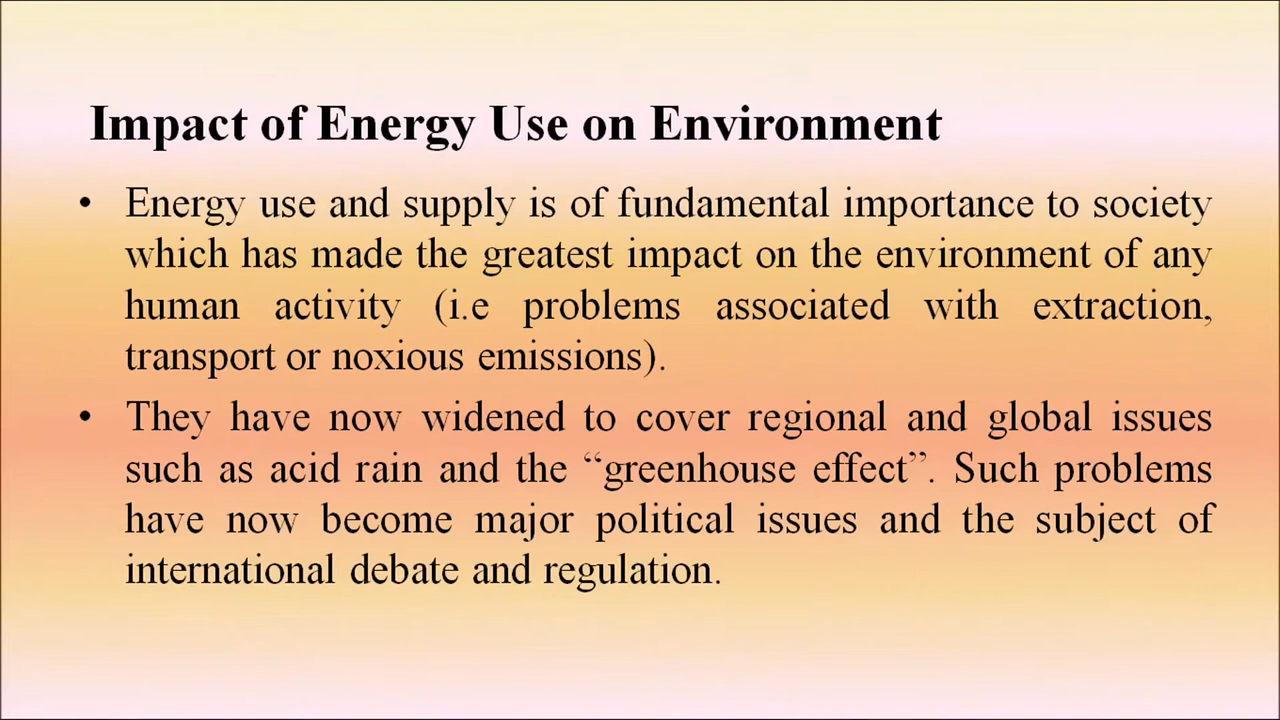 Impact of Energy Use on Environment
• Energy use and supply is of fundamental importance to society
which has made the greatest impact on the environment of any
human activity (i.e problems associated with extraction,
transport or noxious emissions).
• They have now widened to cover regional and global issues
such as acid rain and the “greenhouse effect”. Such problems
have now become major political issues and the subject of
international debate and regulation.